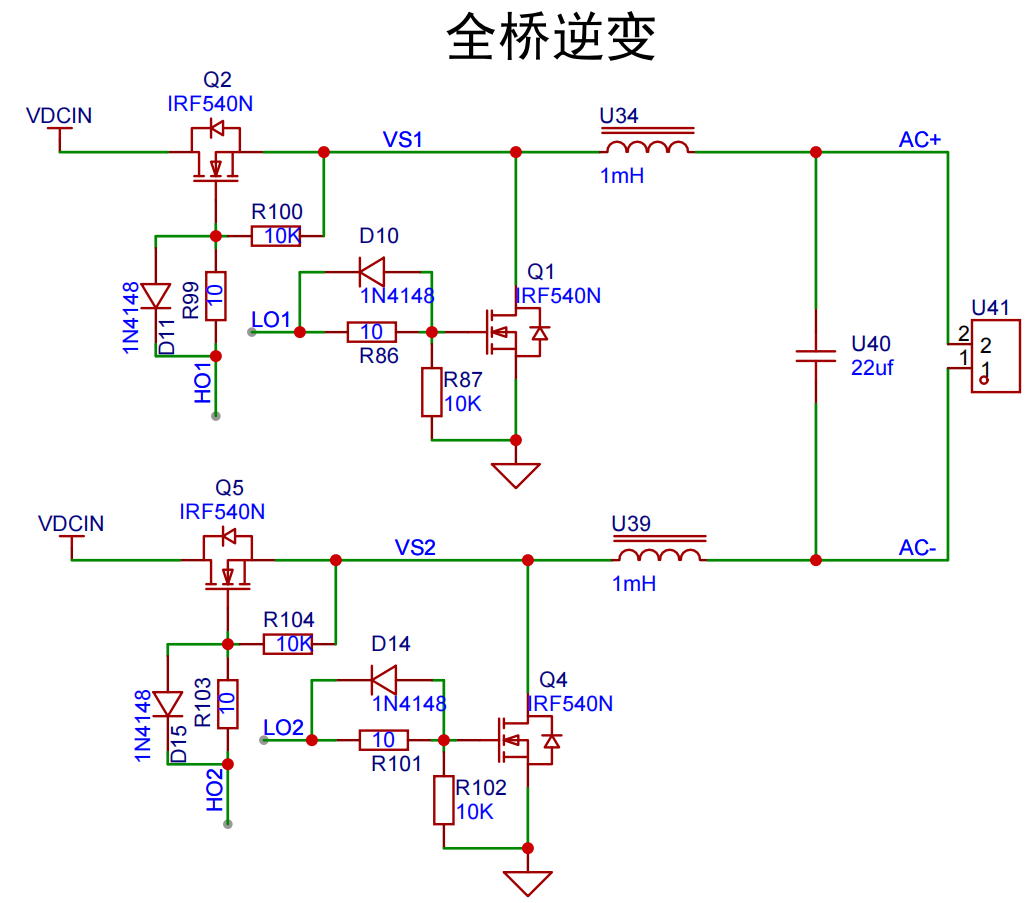 全桥逆变
Q2
IRF540N
VDCIN
VS1
U34
1mH
AC+
R100
10K
D10
1N4148
Q1
IRF540N
1N4148
D11
R99
10
LO1
10
R86
HO1
R87
10K
U40
22uf
U41
2
2
1
1
Q5
IRF540N
VDCIN
VS2
U39
1mH
AC-
R104
10K
D14
1N4148
Q4
IRF540N
1N4148
D15
R103
10
LO2
10
R101
HO2
R102
10K